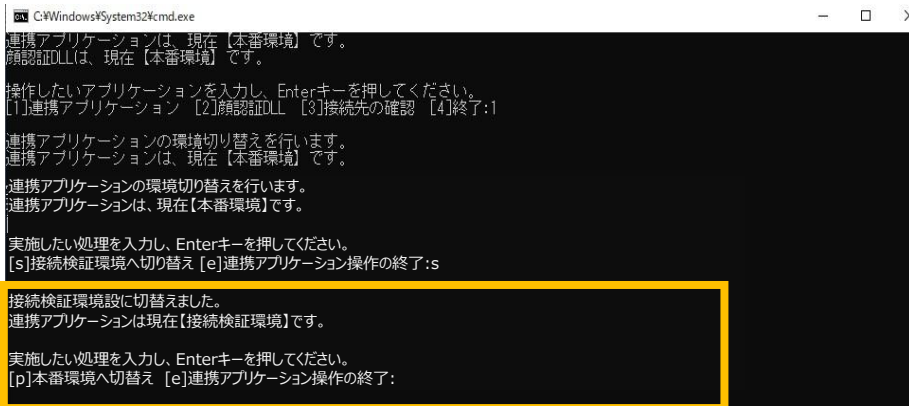 C:¥Windows¥System32¥cmd.exe
連携アプリケーションは、現在【本番環境】です。
顔認証DLLは、現在【本番環境】です。
操作したいアプリケーションを入力し、Enterキーを押してください。
[1]連携アプリケーション [2]顔認証DLL [3]接続先の確認 [4]終了:1
連携アプリケーションの環境切り替えを行います。
連携アプリケーションは、現在【本番環境】です。
連携アプリケーションの環境切り替えを行います。
連携アプリケーションは、現在【本番環境】です。
実施したい処理を入力し、Enterキーを押してください。
[s]接続検証環境へ切り替え [e]連携アプリケーション操作の終了:s
接続検証環境設に切替えました。
連携アプリケーションは現在【接続検証環境】です。
実施したい処理を入力し、Enterキーを押してください。
[p]本番環境へ切替え [e]連携アプリケーション操作の終了: